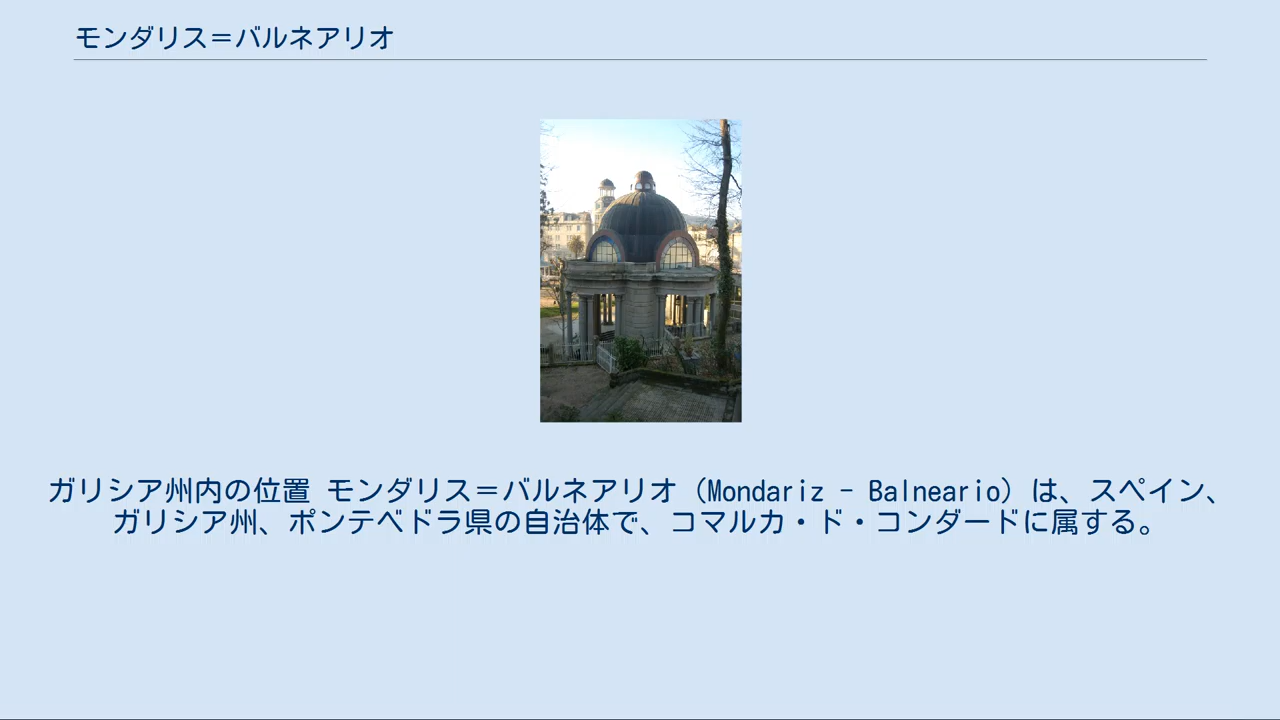 モンダリス＝バルネアリオ
ガリシア州内の位置 モンダリス＝バルネアリオ（Mondariz - Balneario）は、スペイン、
ガリシア州、ポンテベドラ県の自治体で、コマルカ・ド・コンダードに属する。